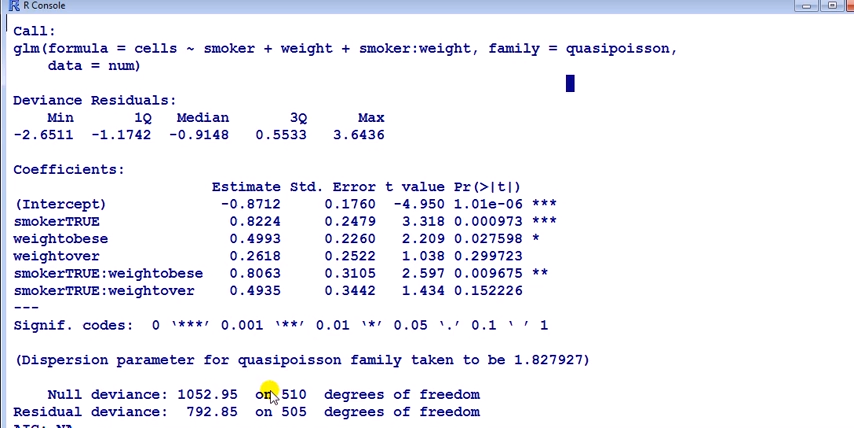 R Console
Call:
glm(formula = cells ~ smoker + weight + smoker:weight, family = quasipoisson,
    data = num)
Deviance Residuals:
    Min       1Q   Median       3Q      Max
-2.6511  -1.1742  -0.9148   0.5533   3.6436
Coefficients:
                       Estimate Std. Error t value Pr(>|t|)
(Intercept)             -0.8712     0.1760  -4.950 1.01e-06 ***
smokerTRUE               0.8224     0.2479   3.318 0.000973 ***
weightobese              0.4993     0.2260   2.209 0.027598 *
weightover               0.2618     0.2522   1.038 0.299723
smokerTRUE:weightobese   0.8063     0.3105   2.597 0.009675 **
smokerTRUE:weightover    0.4935     0.3442   1.434 0.152226
---
Signif. codes:  0 ‘***’ 0.001 ‘**’ 0.01 ‘*’ 0.05 ‘.’ 0.1 ‘ ’ 1
(Dispersion parameter for quasipoisson family taken to be 1.827927)
    Null deviance: 1052.95  on 510  degrees of freedom
Residual deviance:  792.85  on 505  degrees of freedom
AIC: NA